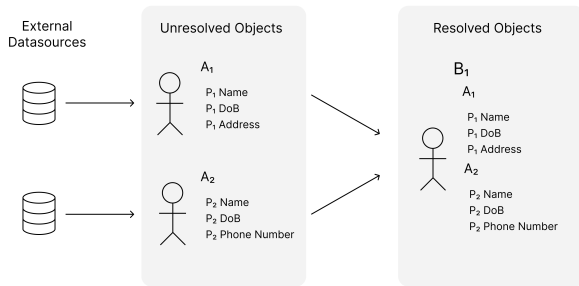 External
Datasources
Unresolved Objects
A₁
P₁ Name
P₁ DoB
P₁ Address
A₂
P₂ Name
P₂ DoB
P₂ Phone Number
Resolved Objects
B₁
A₁
P₁ Name
P₁ DoB
P₁ Address
A₂
P₂ Name
P₂ DoB
P₂ Phone Number